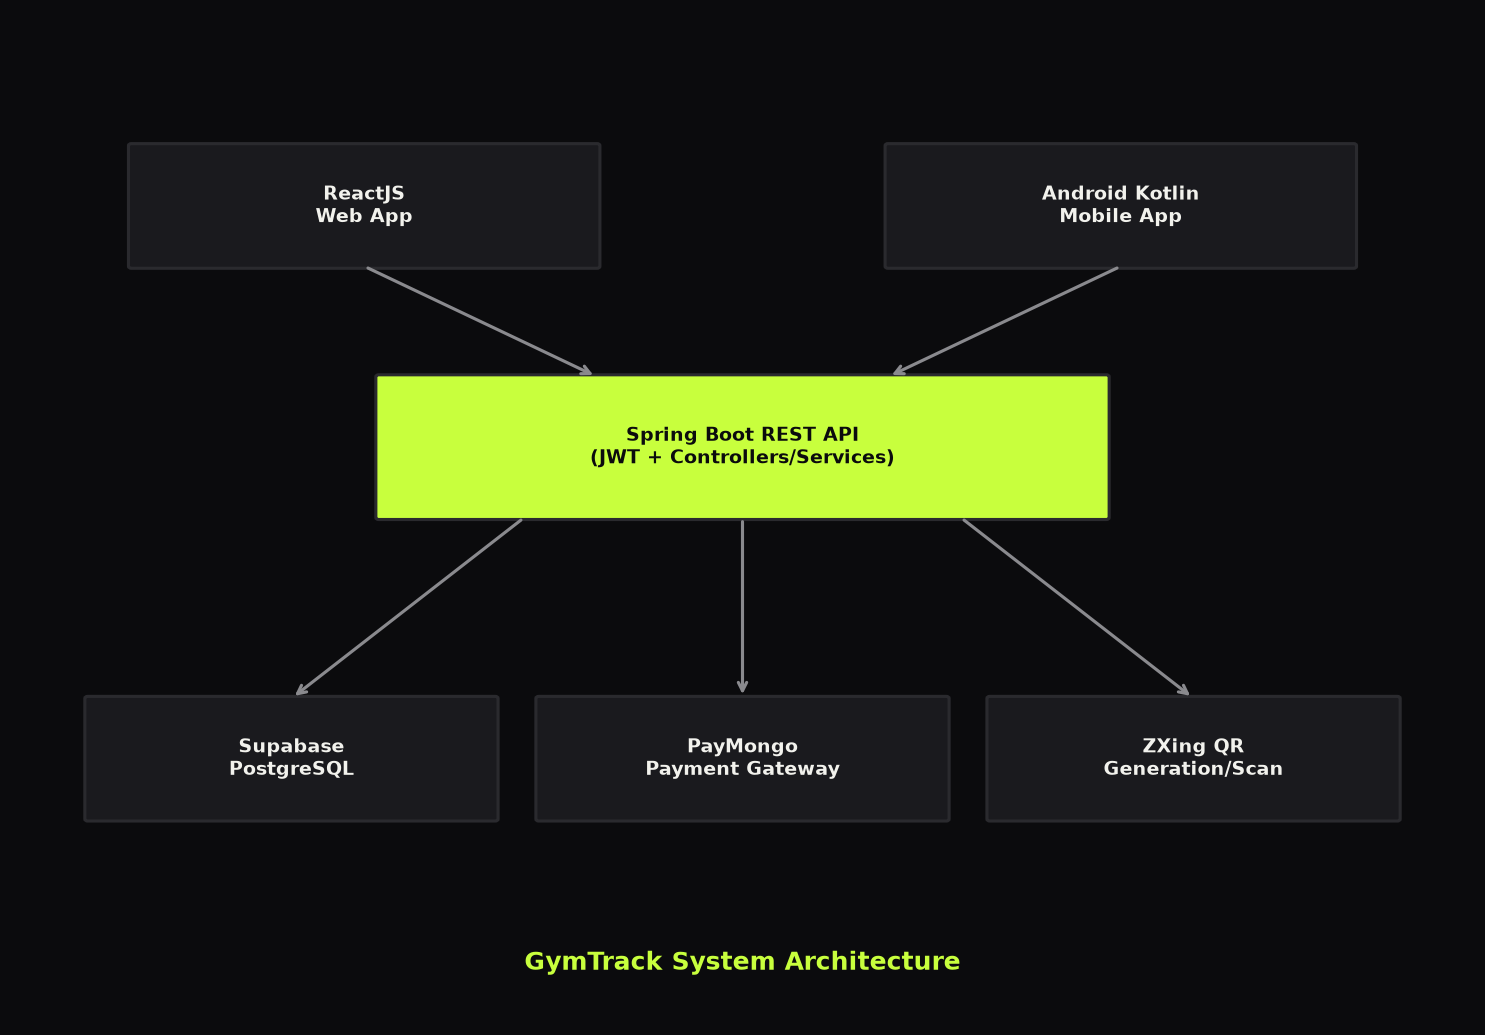 ReactJS
Web App
Android Kotlin
Mobile App
Spring Boot REST API
(JWT + Controllers/Services)
Supabase
PostgreSQL
PayMongo
Payment Gateway
ZXing QR
Generation/Scan
GymTrack System Architecture